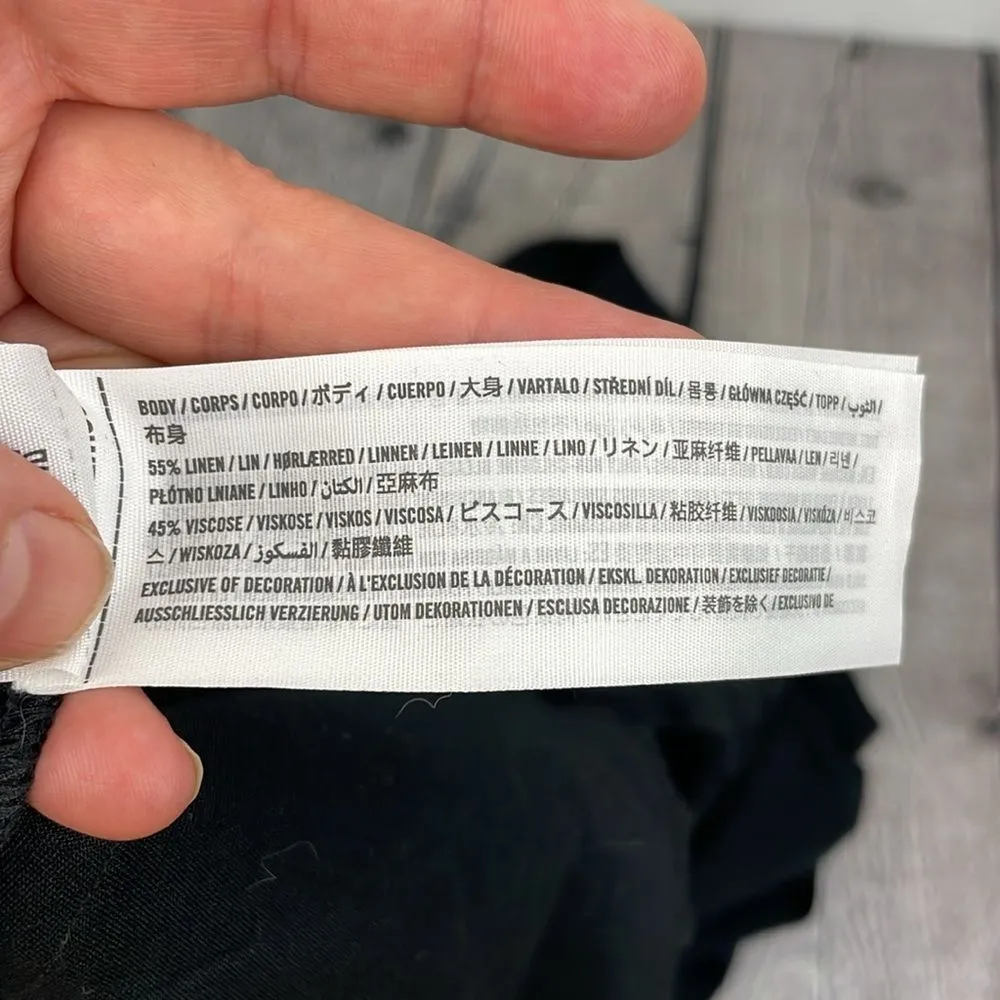 BODY / CORPS / CORPO / ボディ / CUERPO / 大身 / VARTALO / STŘEDNÍ DÍL / 몸통 / GŁÓWNA CZĘŚĆ / TOPP / الثوب /
布身
55% LINEN / LIN / HØRLÆRRED / LINNEN / LEINEN / LINNE / LINO / リネン / 亚麻纤维 / PELLAVAA / LEN / 리넨 /
PŁÓTNO LNIANE / LINHO / الكتان / 亞麻布
45% VISCOSE / VISKOSE / VISKOS / VISCOSA / ビスコース / VISCOSILLA / 粘胶纤维 / VISKOOSIA / VISKÓZA / 비스코
스 / WISKOZA / الفسكوز / 黏膠纖維
EXCLUSIVE OF DECORATION / À L'EXCLUSION DE LA DÉCORATION / EKSKL. DEKORATION / EXCLUSIEF DECORATIE /
AUSSCHLIESSLICH VERZIERUNG / UTOM DEKORATIONEN / ESCLUSA DECORAZIONE / 装飾を除く / EXCLUSIVO DE